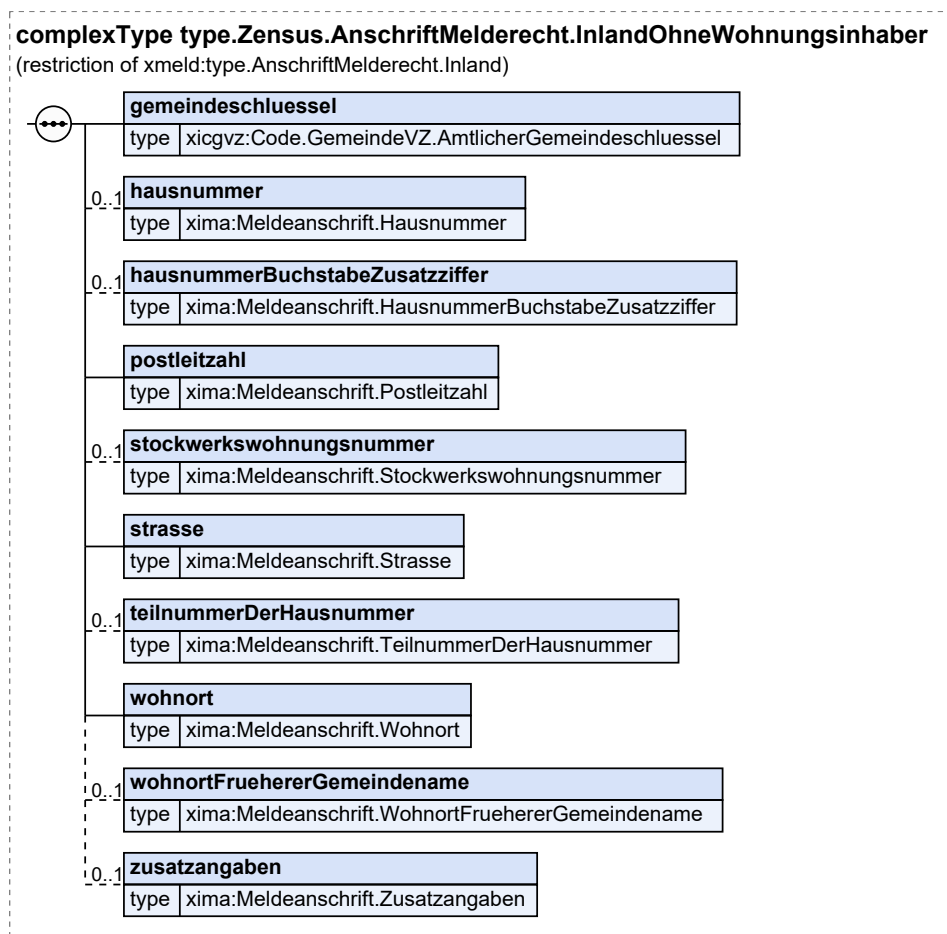 complexType type.Zensus.AnschriftMelderecht.InlandOhneWohnungsinhaber
(restriction of xmeld:type.AnschriftMelderecht.Inland)
gemeindeschluessel
type xicgvz:Code.GemeindeVZ.AmtlicherGemeindeschluessel
0..1 hausnummer
type xima:Meldeanschrift.Hausnummer
0..1 hausnummerBuchstabeZusatzziffer
type xima:Meldeanschrift.HausnummerBuchstabeZusatzziffer
postleitzahl
type xima:Meldeanschrift.Postleitzahl
0..1 stockwerkswohnungsnummer
type xima:Meldeanschrift.Stockwerkswohnungsnummer
strasse
type xima:Meldeanschrift.Strasse
0..1 teilnummerDerHausnummer
type xima:Meldeanschrift.TeilnummerDerHausnummer
wohnort
type xima:Meldeanschrift.Wohnort
0..1 wohnortFruehererGemeindename
type xima:Meldeanschrift.WohnortFruehererGemeindename
0..1 zusatzangaben
type xima:Meldeanschrift.Zusatzangaben